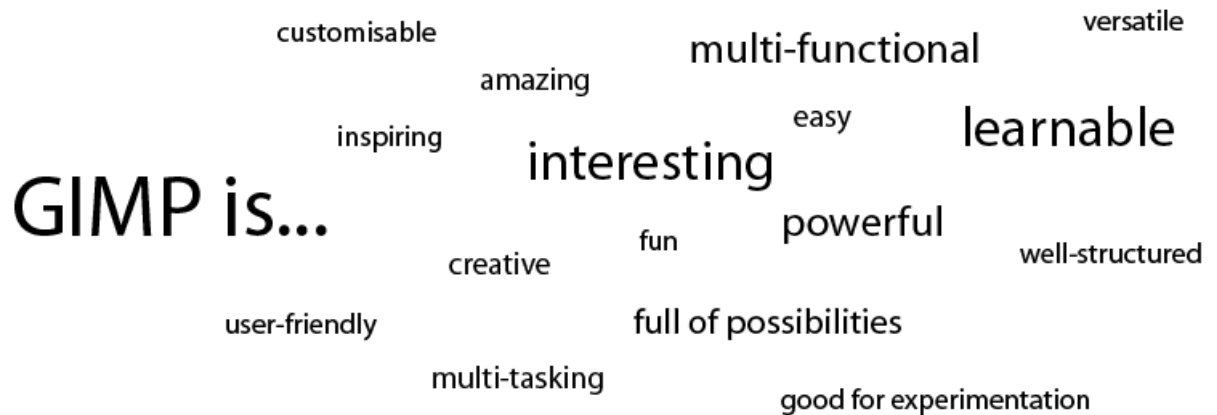 versatile
customisable
multi-functional
amazing
easy
learnable
inspiring
interesting
GIMP is...
powerful
fun
well-structured
creative
user-friendly
full of possibilities
multi-tasking
good for experimentation